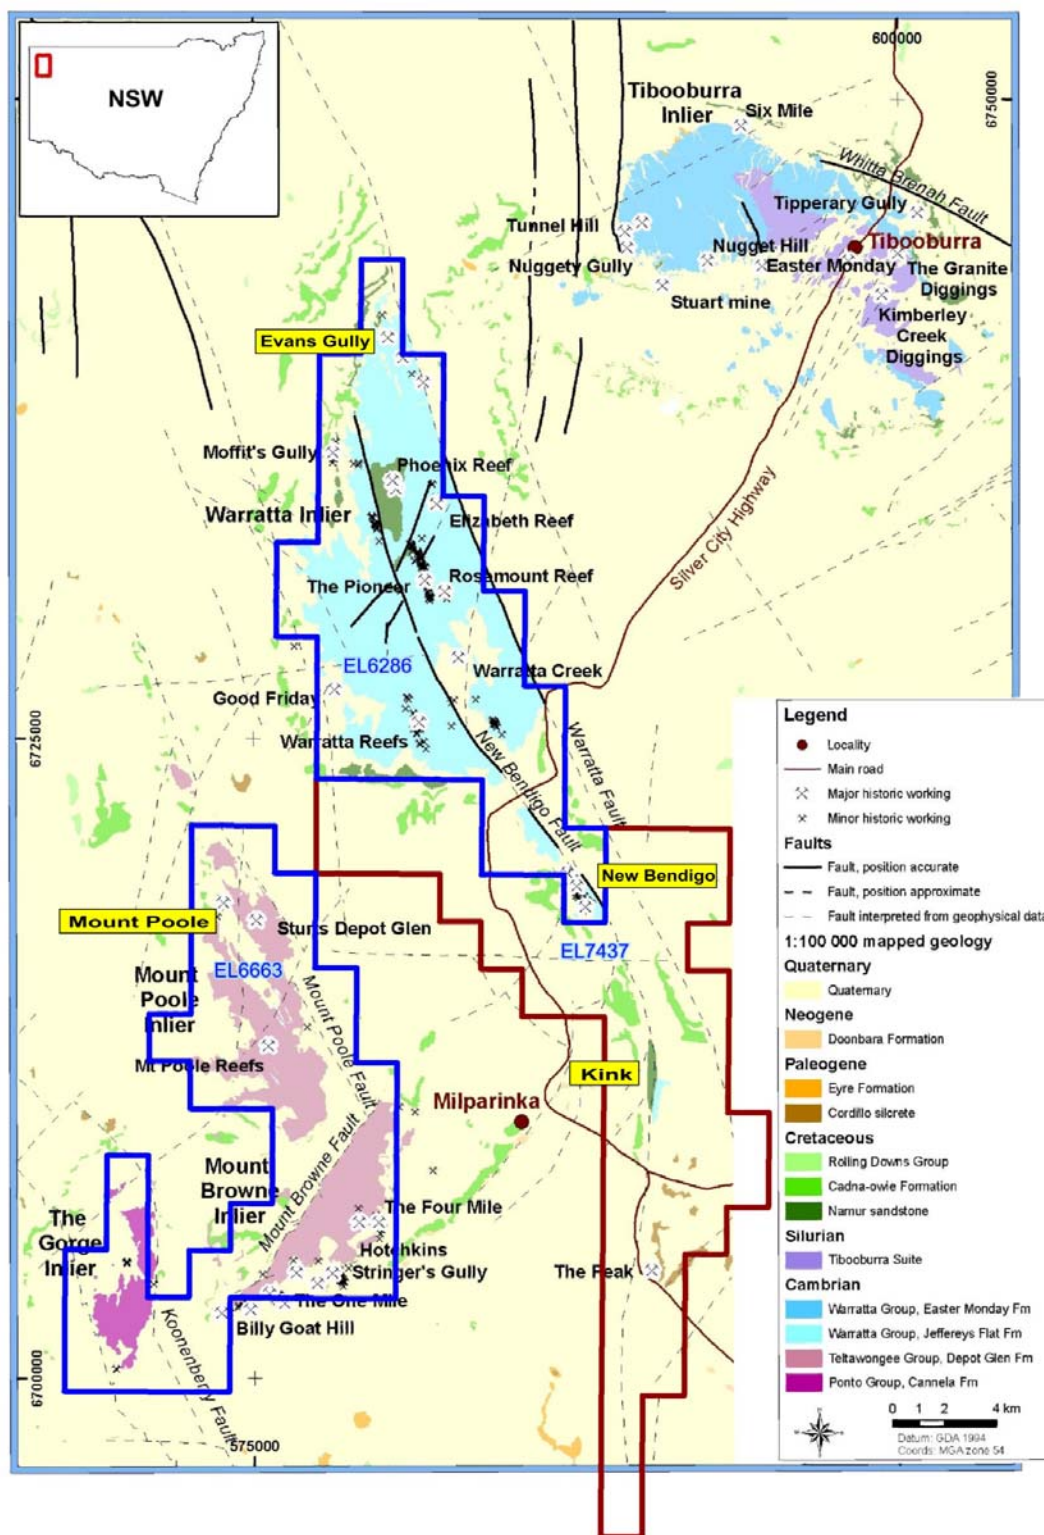 NSW
600000
6750000
Tibooburra
Inlier
Six Mile
Whitta Brenah Fault
Tipperary Gully
Tunnel Hill
Nugget Hill
Tibooburra
Nuggety Gully
Easter Monday
The Granite
Diggings
Stuart mine
Kimberley
Creek
Diggings
Evans Gully
Moffit's Gully
Phoenix Reef
Warratta Inlier
Elizabeth Reef
Silver City Highway
The Pioneer
Rosemount Reef
EL6286
Warratta Creek
Good Friday
Warratta Reefs
6725000
New Bendigo Fault
Warratta Fault
New Bendigo
Mount Poole
Sturts Depot Glen
EL7437
EL6663
Mount
Poole
Inlier
Mount Poole Fault
Mt Poole Reefs
Kink
Milparinka
Mount
Browne
Inlier
Mount Browne Fault
The
Gorge
Inlier
The Four Mile
Hotchkins
Stringer's Gully
The Peak
The One Mile
Billy Goat Hill
Koonenberry Fault
6700000
575000
Legend
Locality
Main road
Major historic working
Minor historic working
Faults
Fault, position accurate
Fault, position approximate
Fault interpreted from geophysical data
1:100 000 mapped geology
Quaternary
Quaternary
Neogene
Doonbara Formation
Paleogene
Eyre Formation
Cordillo silcrete
Cretaceous
Rolling Downs Group
Cadna-owie Formation
Namur sandstone
Silurian
Tibooburra Suite
Cambrian
Warratta Group, Easter Monday Fm
Warratta Group, Jeffereys Flat Fm
Teltawongee Group, Depot Glen Fm
Ponto Group, Cannela Fm
0 1 2 4 km
Datum: GDA 1994
Coords: MGA zone 54